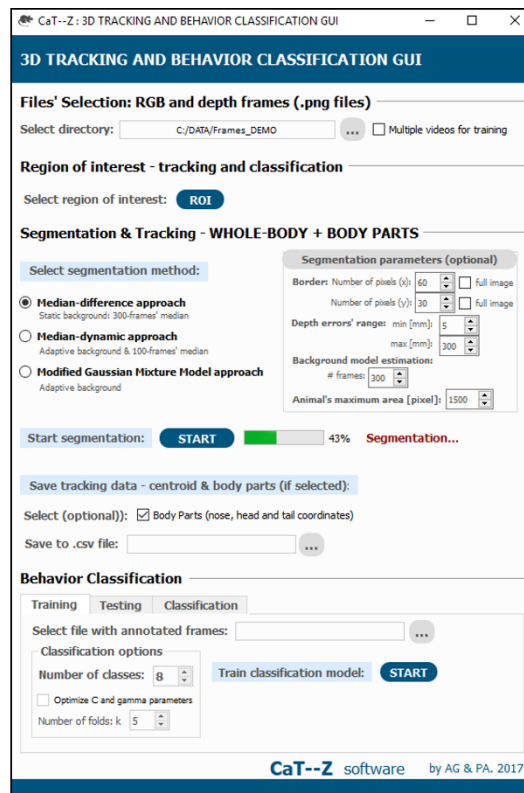 CaT--Z : 3D TRACKING AND BEHAVIOR CLASSIFICATION GUI
3D TRACKING AND BEHAVIOR CLASSIFICATION GUI
Files' Selection: RGB and depth frames (.png files)
Select directory: C:/DATA/Frames_DEMO ... Multiple videos for training
Region of interest - tracking and classification
Select region of interest: ROI
Segmentation & Tracking - WHOLE-BODY + BODY PARTS
Select segmentation method:
Median-difference approach
Static background: 300-frames' median
Median-dynamic approach
Adaptive background & 100-frames' median
Modified Gaussian Mixture Model approach
Adaptive background
Segmentation parameters (optional)
Border: Number of pixels (x): 60 full image
Number of pixels (y): 30 full image
Depth errors' range: min [mm]: 5
max [mm]: 300
Background model estimation:
# frames: 300
Animal's maximum area [pixel]: 1500
Start segmentation: START 43% Segmentation...
Save tracking data - centroid & body parts (if selected):
Select (optional)): Body Parts (nose, head and tail coordinates)
Save to .csv file: ...
Behavior Classification
Training Testing Classification
Select file with annotated frames: ...
Classification options
Number of classes: 8
Optimize C and gamma parameters
Number of folds: k 5
Train classification model: START
CaT--Z software by AG & PA. 2017